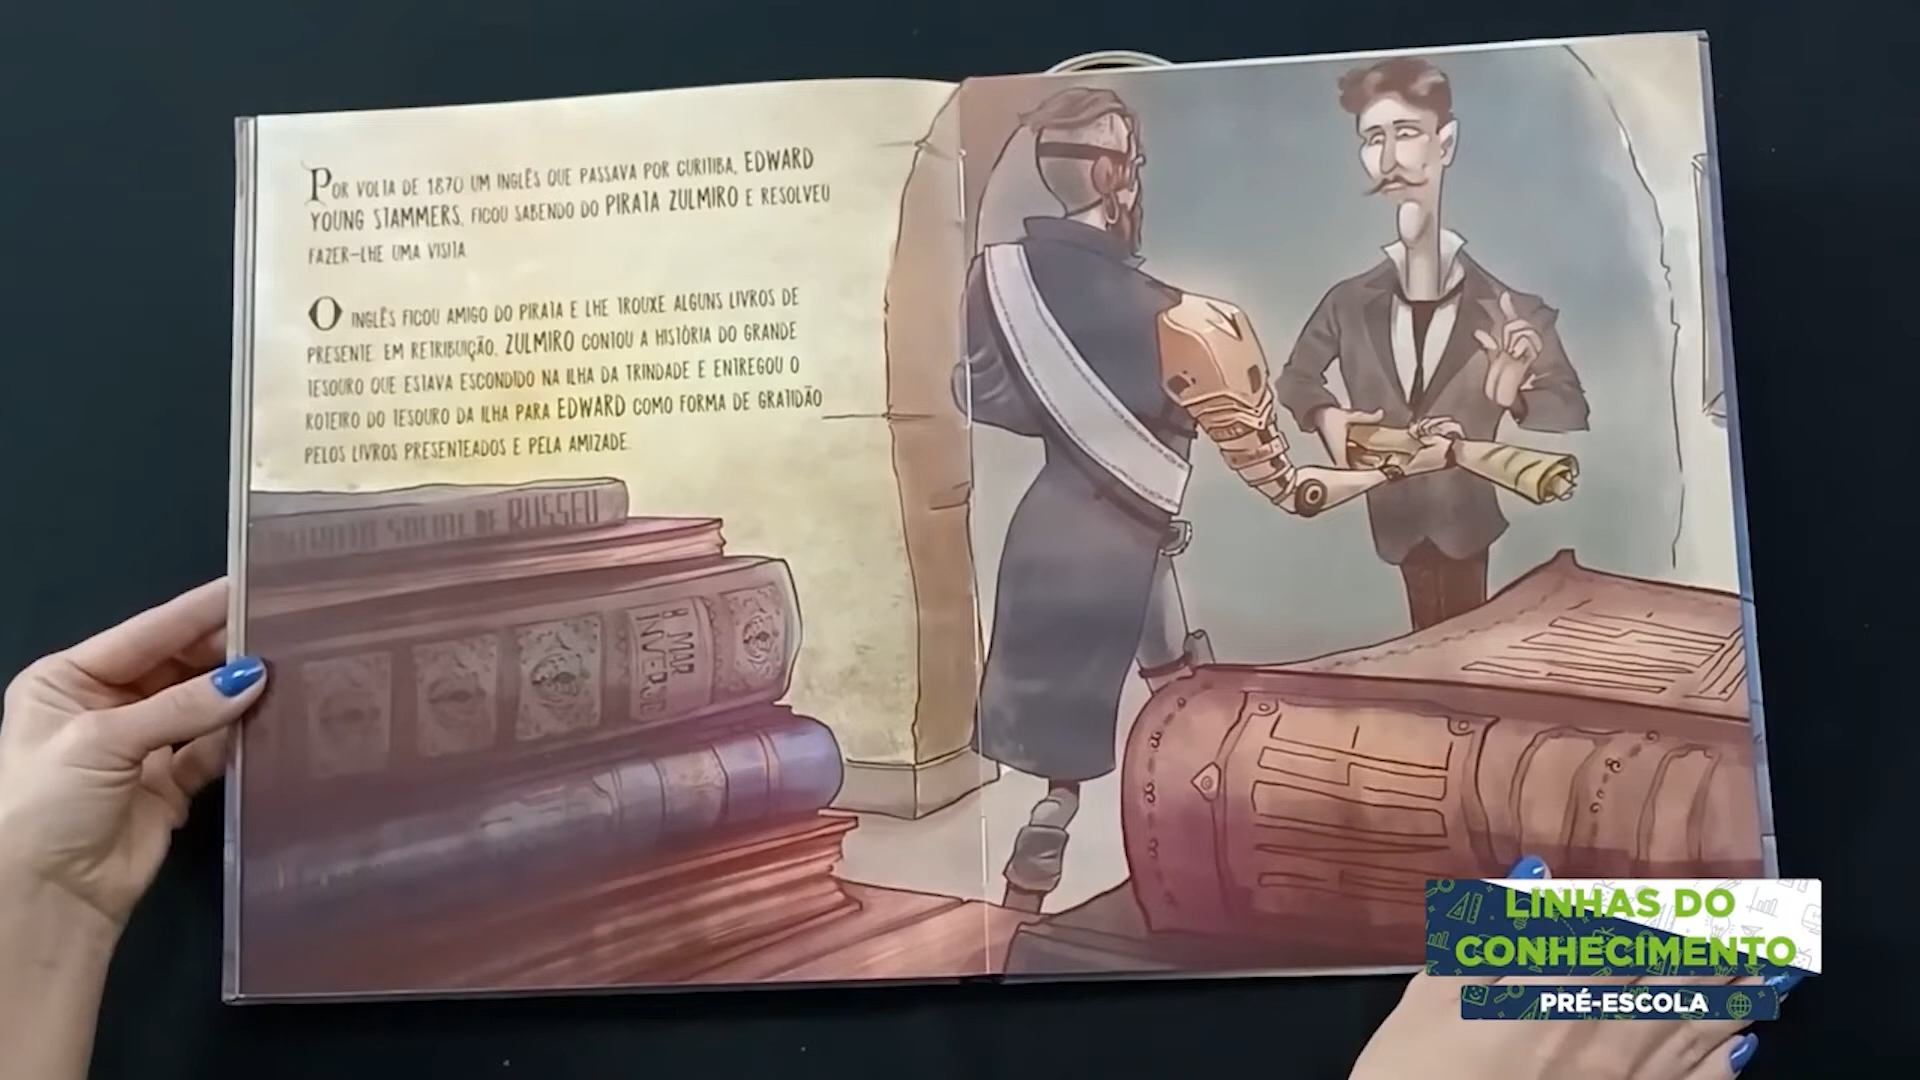 POR VOLTA DE 1870 UM INGLÊS QUE PASSAVA POR CURITIBA, EDWARD
YOUNG STAMMERS, FICOU SABENDO DO PIRATA ZULMIRO E RESOLVEU
FAZER-LHE UMA VISITA
O INGLÊS FICOU AMIGO DO PIRATA E LHE TROUXE ALGUNS LIVROS DE
PRESENTE. EM RETRIBUIÇÃO, ZULMIRO CONTOU A HISTÓRIA DO GRANDE
TESOURO QUE ESTAVA ESCONDIDO NA ILHA DA TRINDADE E ENTREGOU O
ROTEIRO DO TESOURO DA ILHA PARA EDWARD COMO FORMA DE GRATIDÃO
PELOS LIVROS PRESENTEADOS E PELA AMIZADE.
SOCIAL DE RUSSEU
MAR
INVERSO
LINHAS DO
CONHECIMENTO
PRÉ-ESCOLA